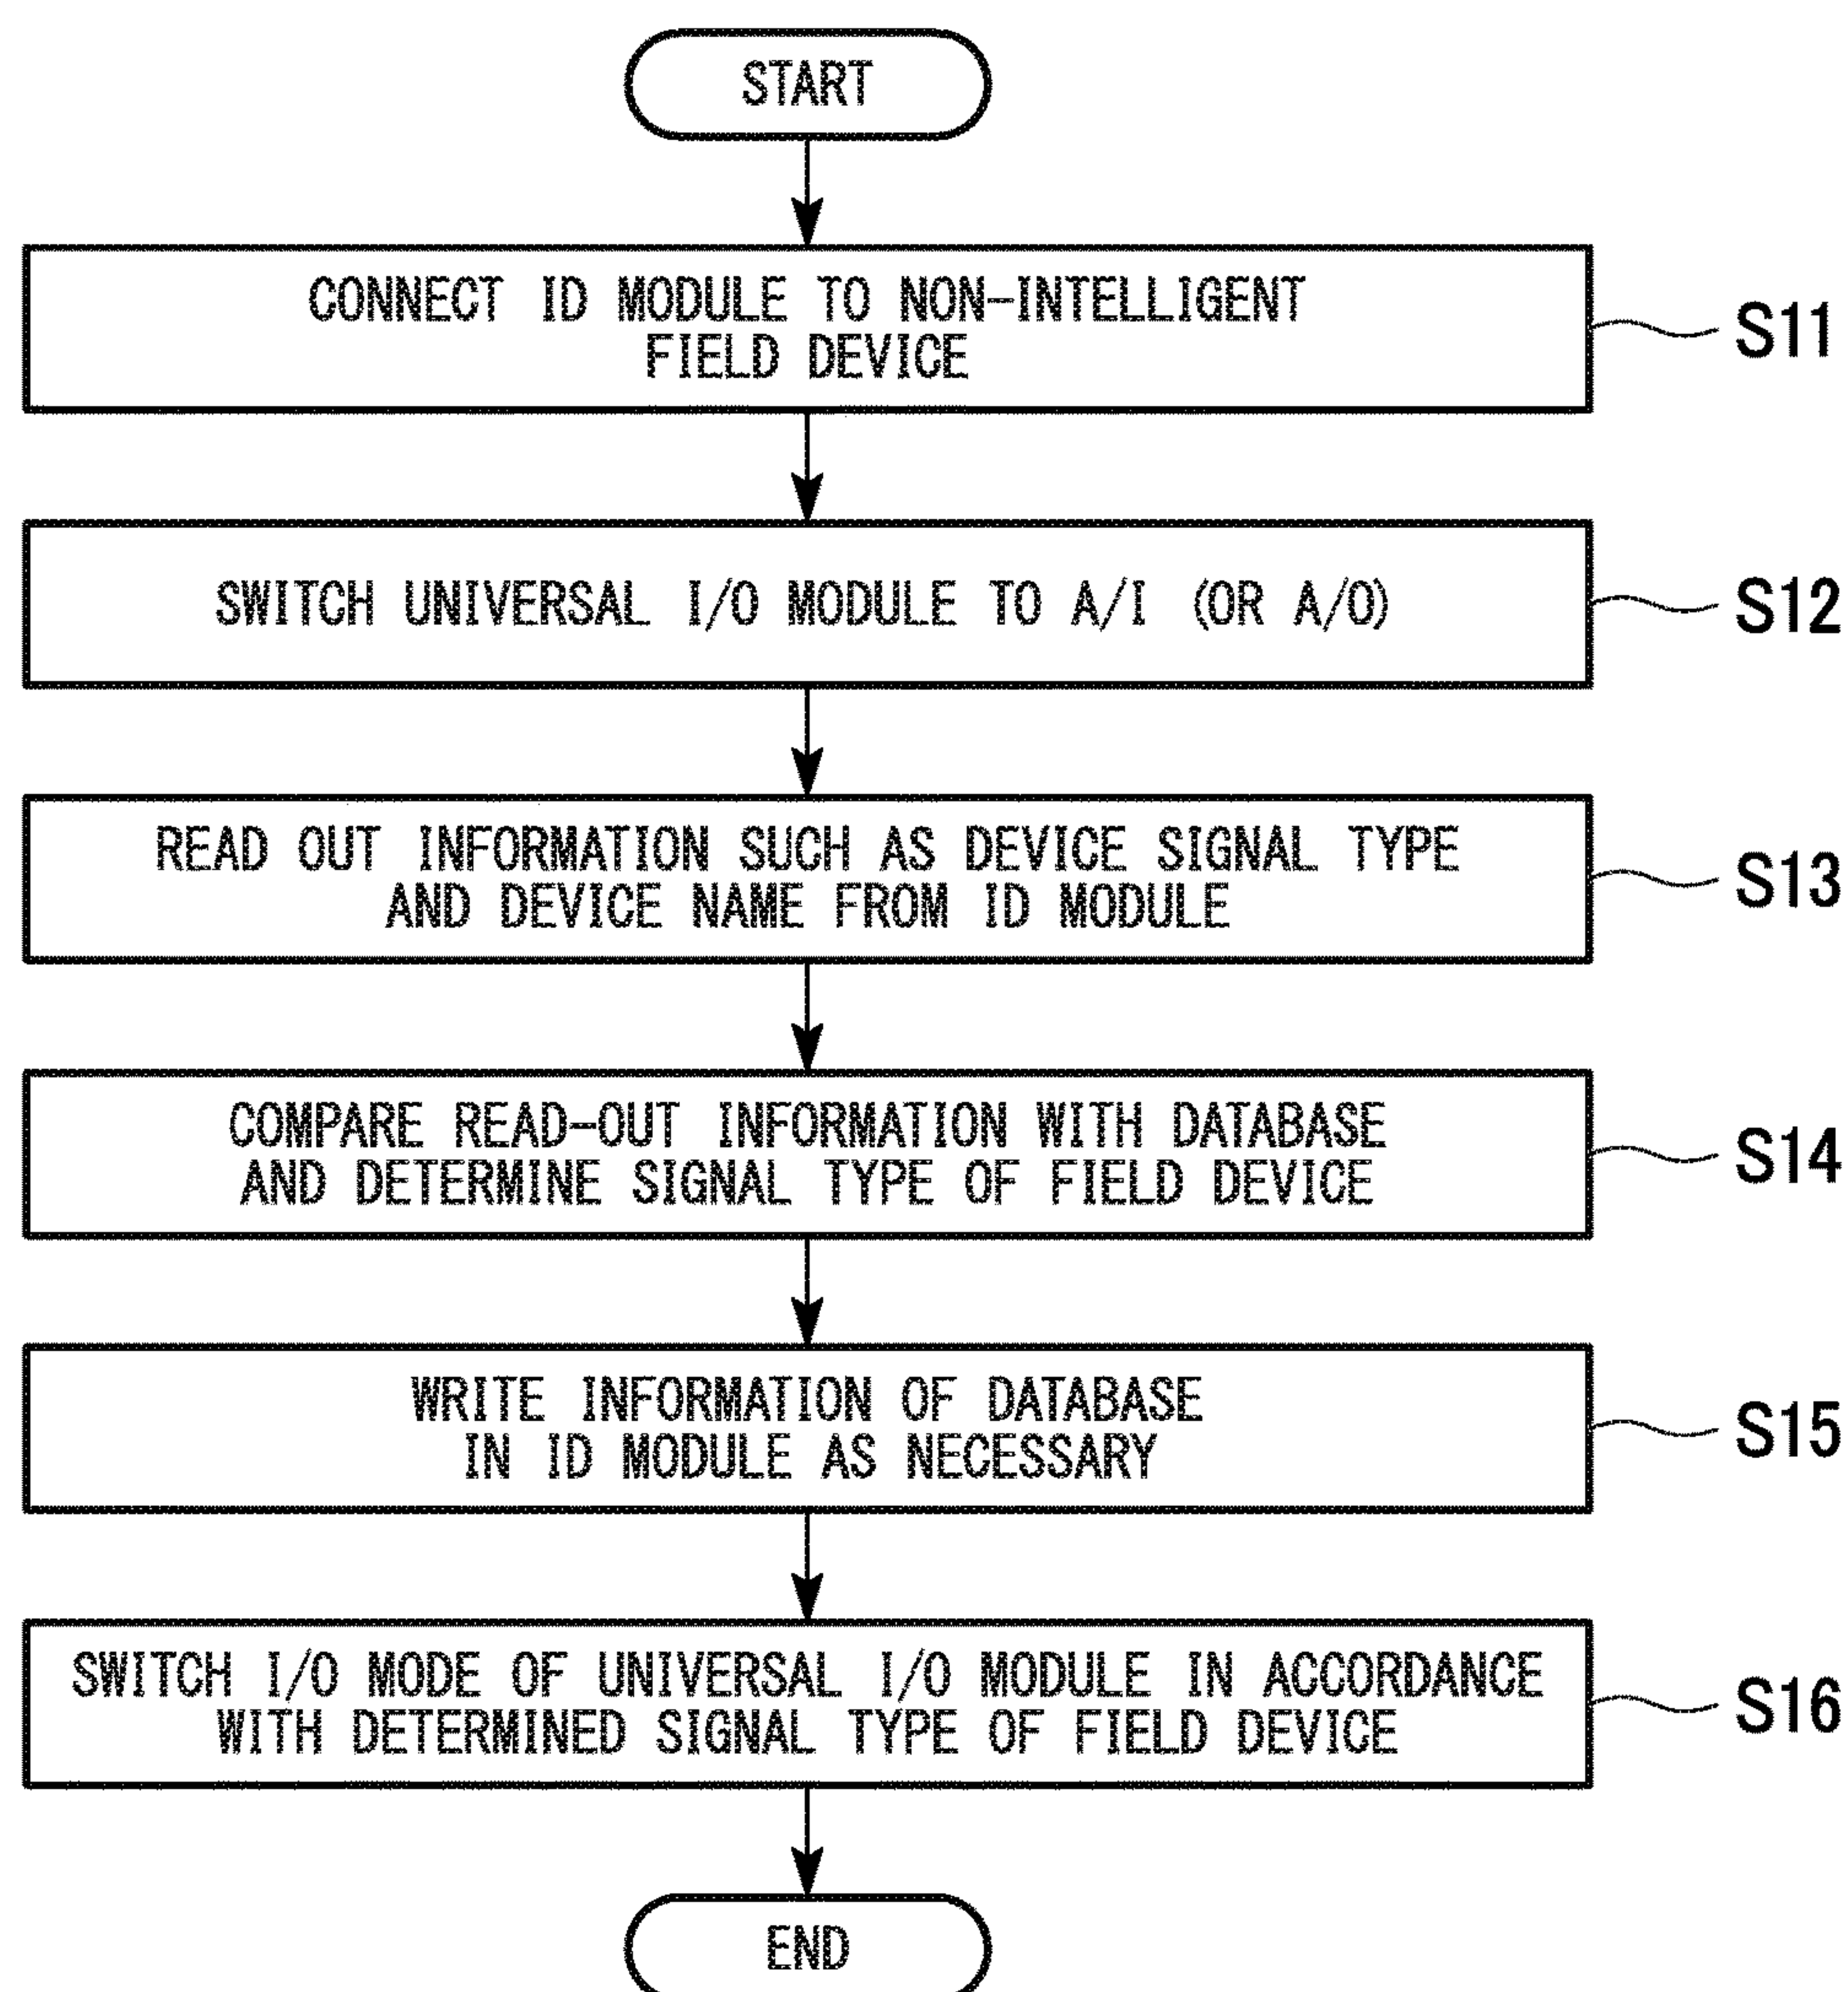 START
CONNECT ID MODULE TO NON-INTELLIGENT
FIELD DEVICE
S11
SWITCH UNIVERSAL I/O MODULE TO A/I (OR A/O)
S12
READ OUT INFORMATION SUCH AS DEVICE SIGNAL TYPE
AND DEVICE NAME FROM ID MODULE
S13
COMPARE READ-OUT INFORMATION WITH DATABASE
AND DETERMINE SIGNAL TYPE OF FIELD DEVICE
S14
WRITE INFORMATION OF DATABASE
IN ID MODULE AS NECESSARY
S15
SWITCH I/O MODE OF UNIVERSAL I/O MODULE IN ACCORDANCE
WITH DETERMINED SIGNAL TYPE OF FIELD DEVICE
S16
END